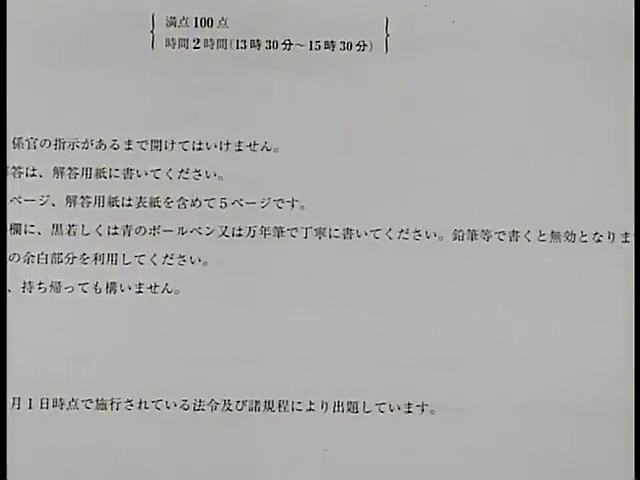 満点100点
時間2時間(13時30分～15時30分)
係官の指示があるまで開けてはいけません。
答は、解答用紙に書いてください。
ページ、解答用紙は表紙を含めて5ページです。
欄に、黒若しくは青のボールペン又は万年筆で丁寧に書いてください。鉛筆等で書くと無効となりま
の余白部分を利用してください。
、持ち帰っても構いません。
月1日時点で施行されている法令及び諸規程により出題しています。